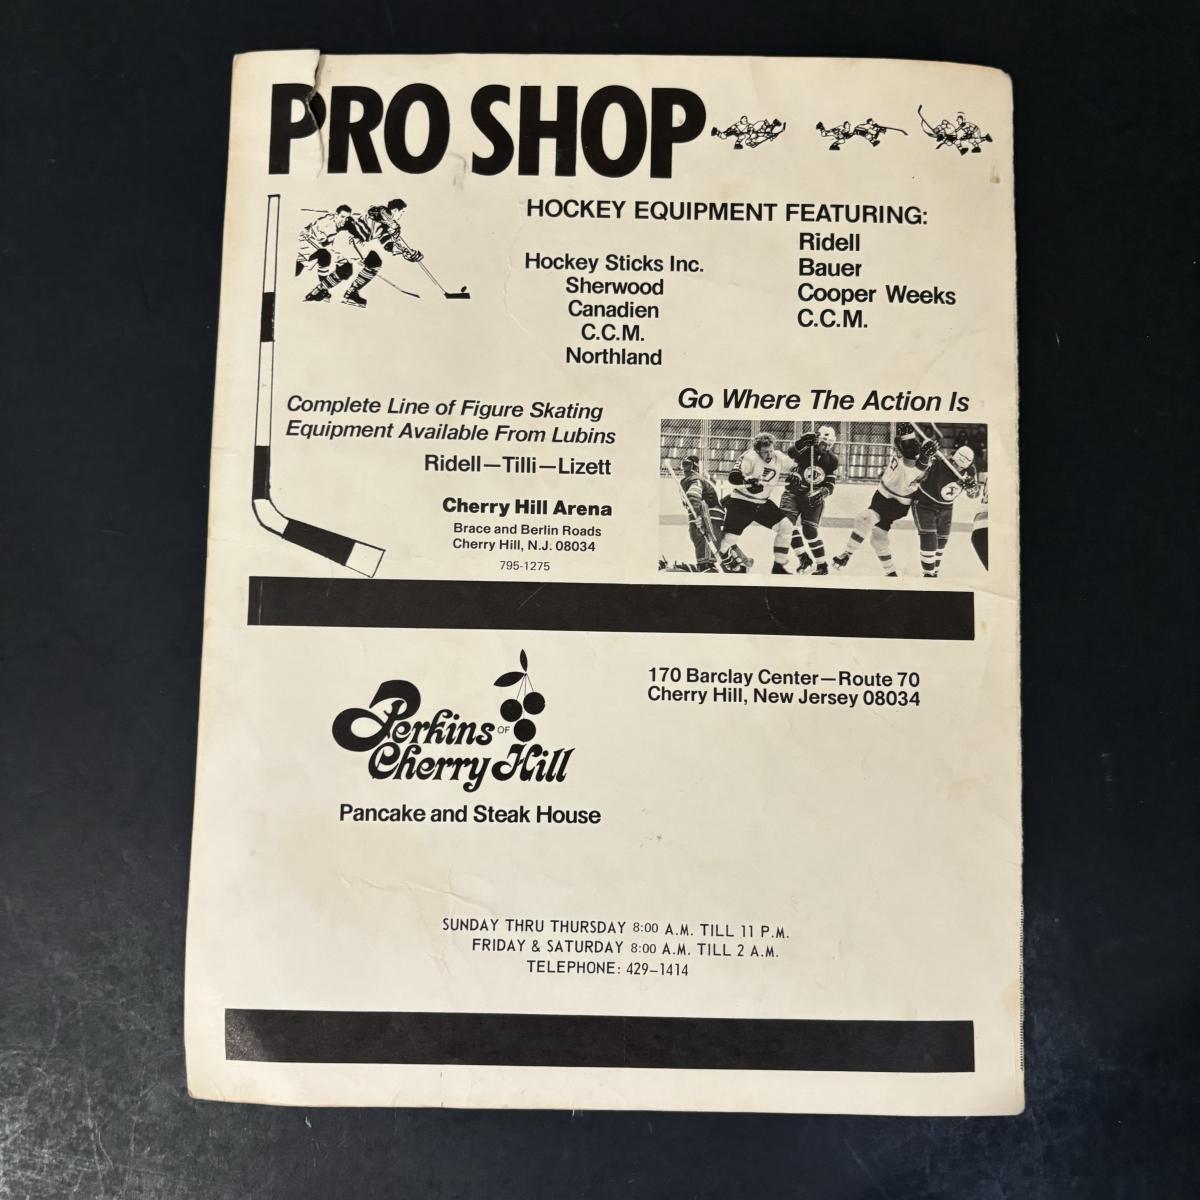 PRO SHOP
HOCKEY EQUIPMENT FEATURING:
Hockey Sticks Inc.
Sherwood
Canadien
C.C.M.
Northland
Ridell
Bauer
Cooper Weeks
C.C.M.
Complete Line of Figure Skating
Equipment Available From Lubins
Ridell—Tilli—Lizett
Cherry Hill Arena
Brace and Berlin Roads
Cherry Hill, N.J. 08034
795-1275
Go Where The Action Is
Perkins OF
Cherry Hill
Pancake and Steak House
170 Barclay Center—Route 70
Cherry Hill, New Jersey 08034
SUNDAY THRU THURSDAY 8:00 A.M. TILL 11 P.M.
FRIDAY & SATURDAY 8:00 A.M. TILL 2 A.M.
TELEPHONE: 429-1414